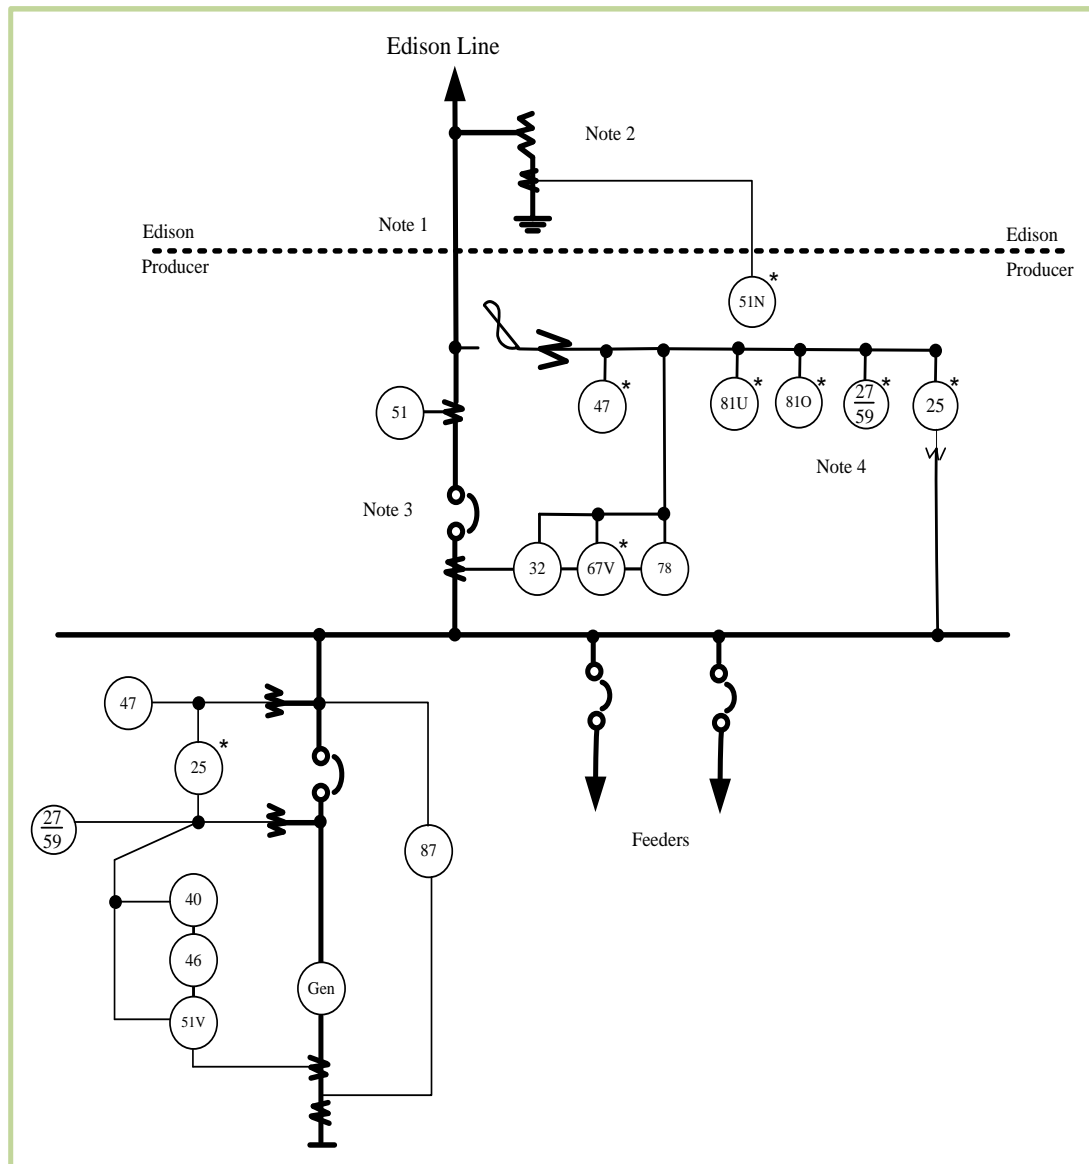 Edison Line
Note 2
Note 1
Edison
Edison
Producer
Producer
51N *
47 *
81U *
81O *
27
59 *
25 *
51
Note 4
Note 3
32
67V *
78
47
25 *
27
59
87
Feeders
40
46
Gen
51V